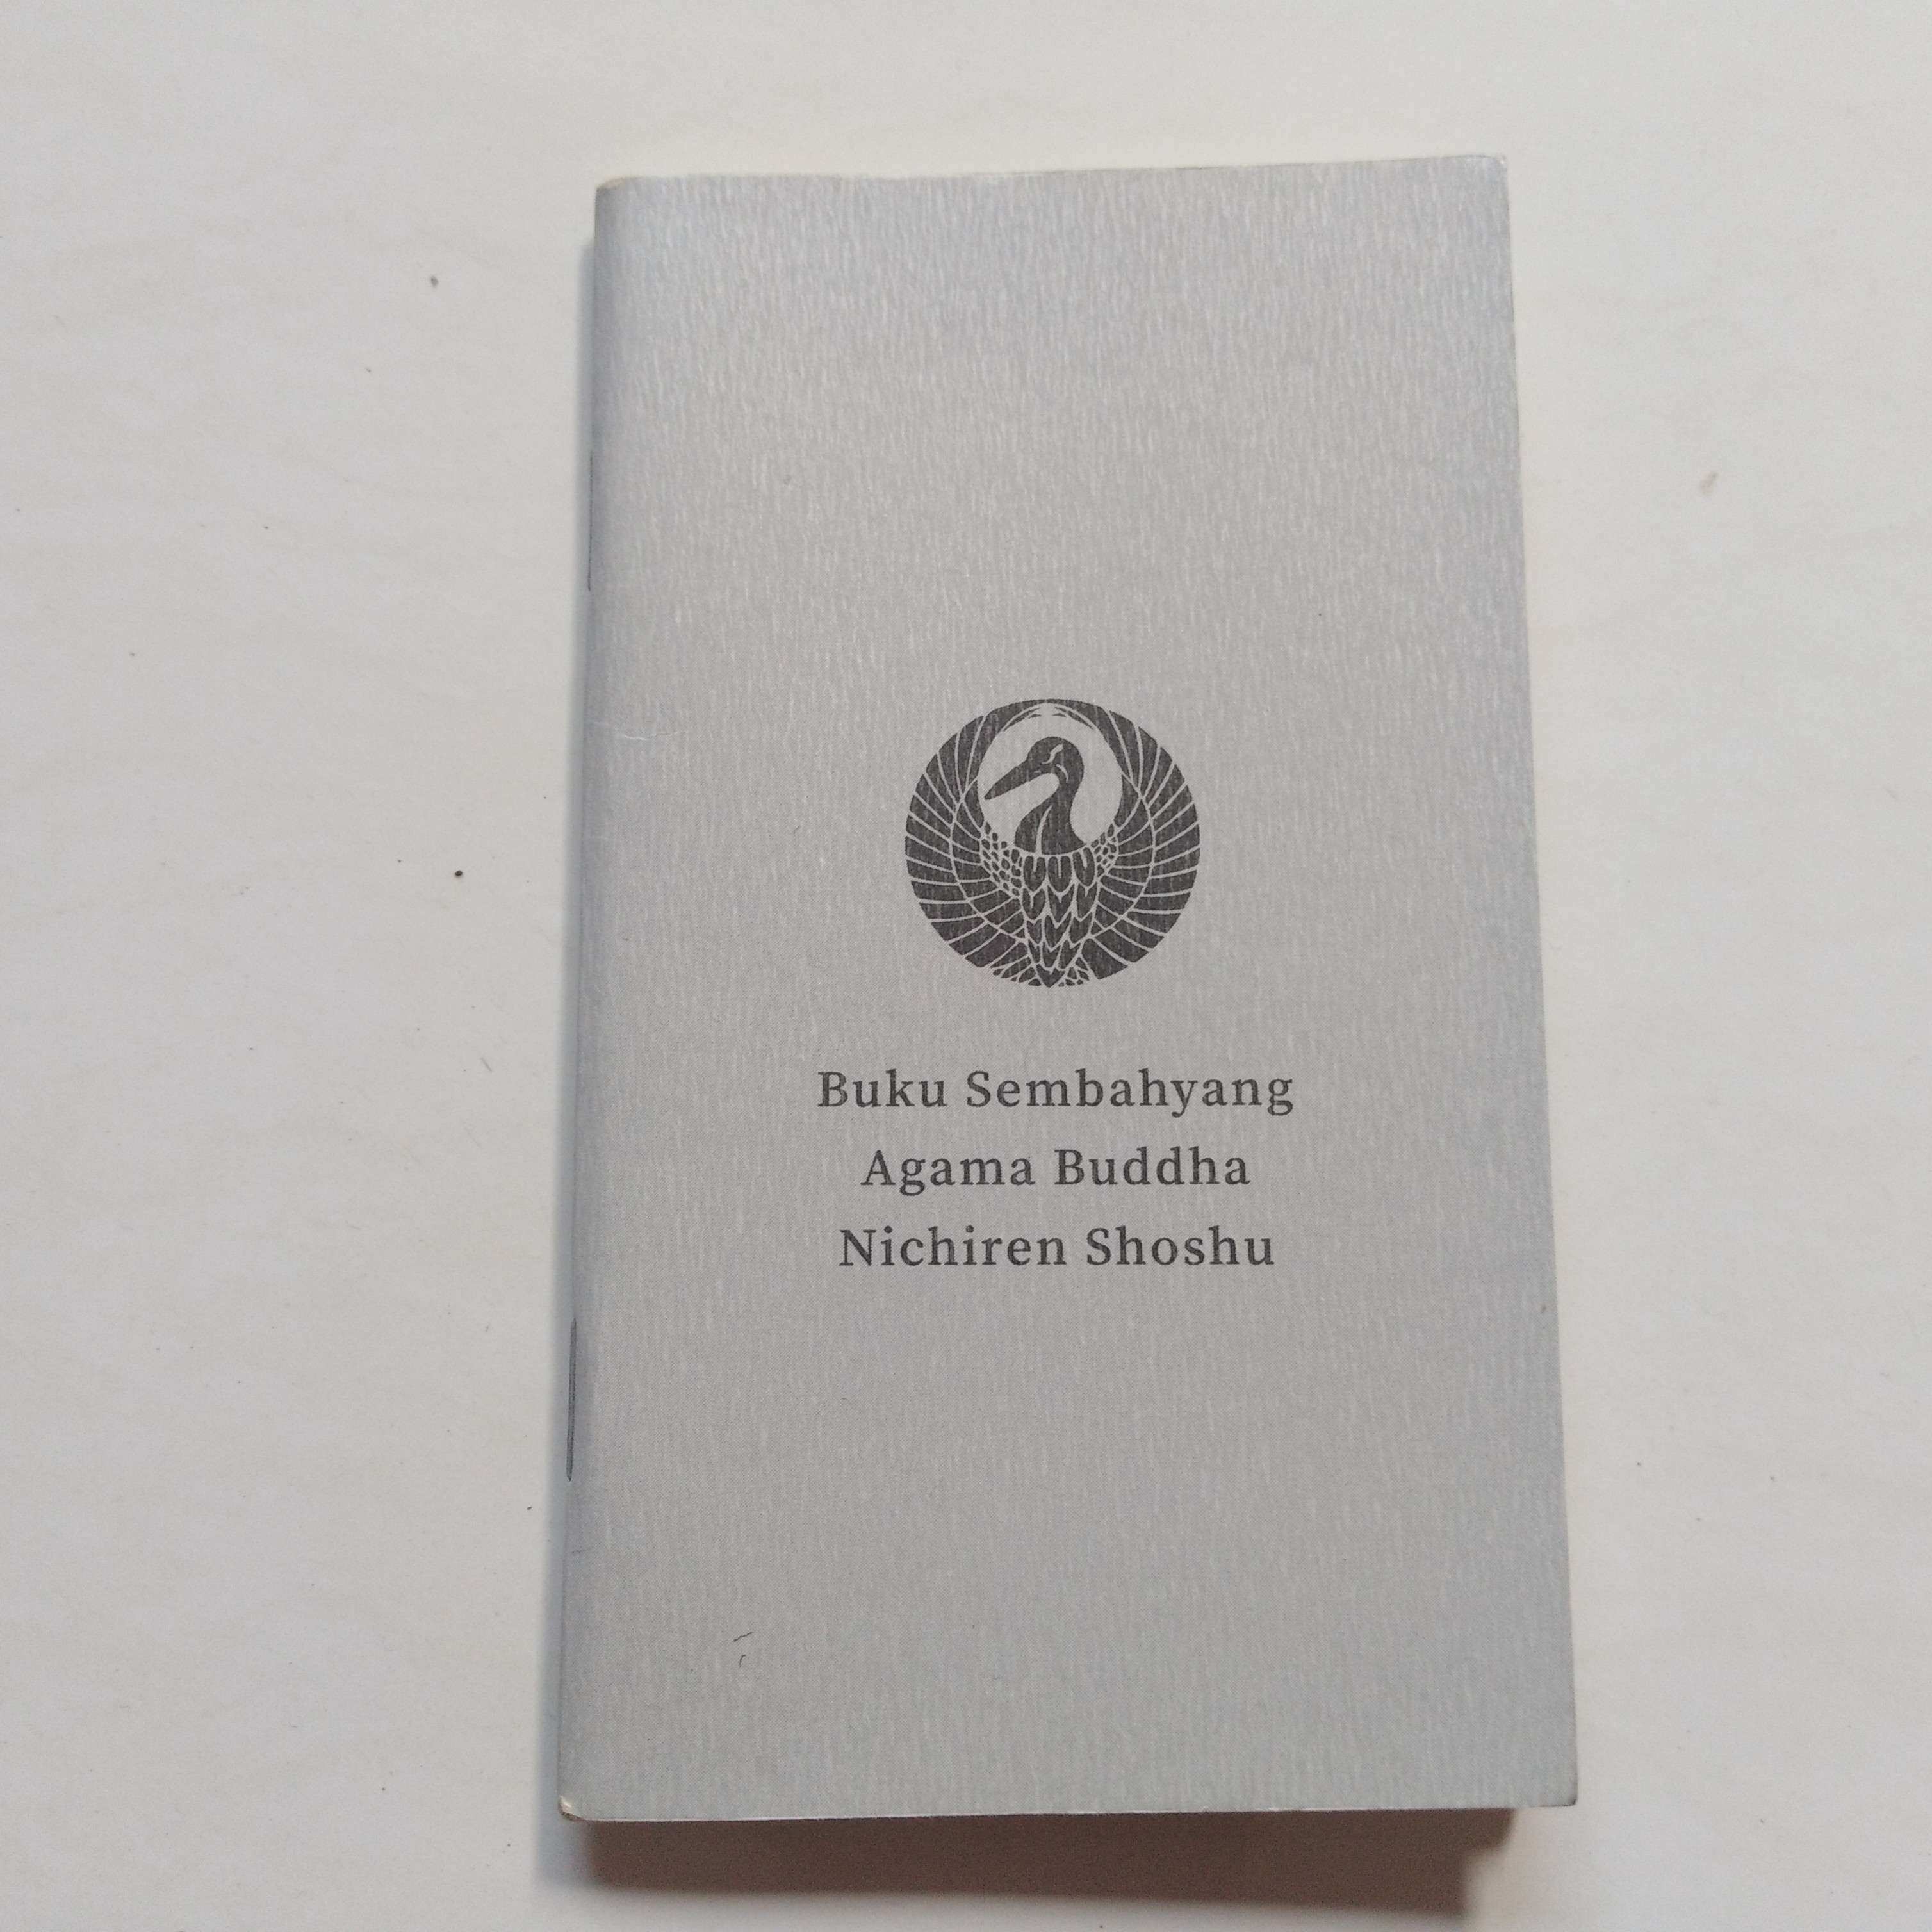 Buku Sembahyang
Agama Buddha
Nichiren Shoshu